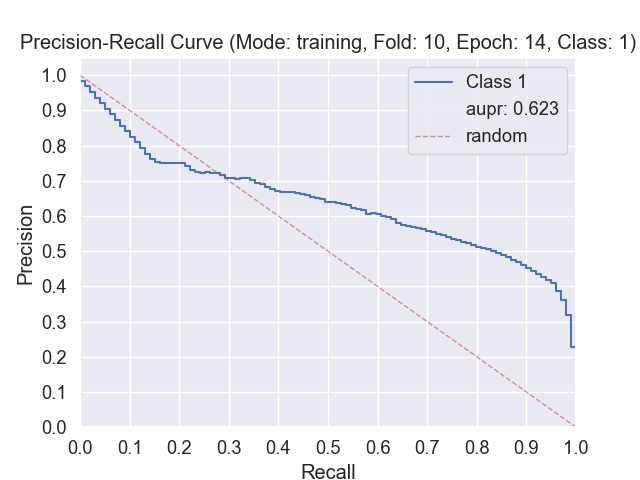 Precision-Recall Curve (Mode: training, Fold: 10, Epoch: 14, Class: 1)
1.0
0.9
0.8
0.7
0.6
0.5
0.4
0.3
0.2
0.1
0.0
Precision
Class 1
aupr: 0.623
random
0.0 0.1 0.2 0.3 0.4 0.5 0.6 0.7 0.8 0.9 1.0
Recall